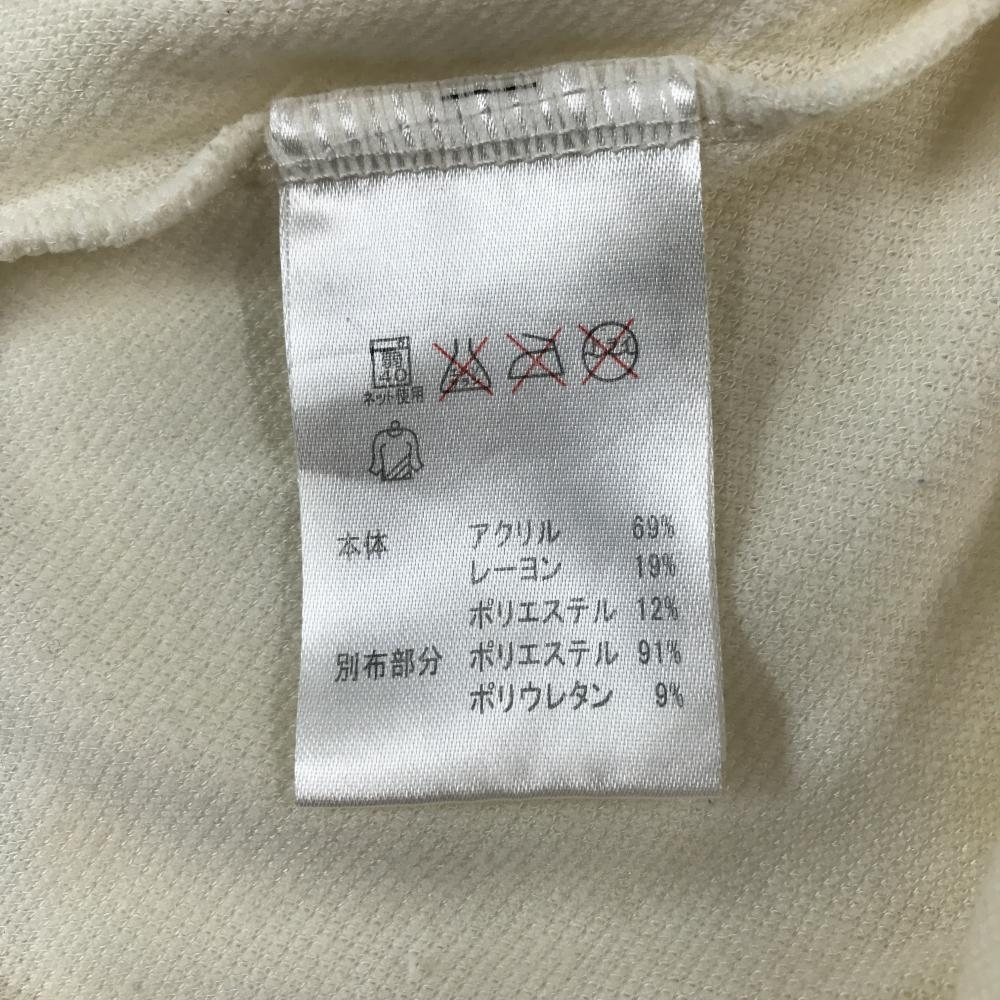 弱
40
ネット使用
本体 アクリル 69%
レーヨン 19%
ポリエステル 12%
別布部分 ポリエステル 91%
ポリウレタン 9%